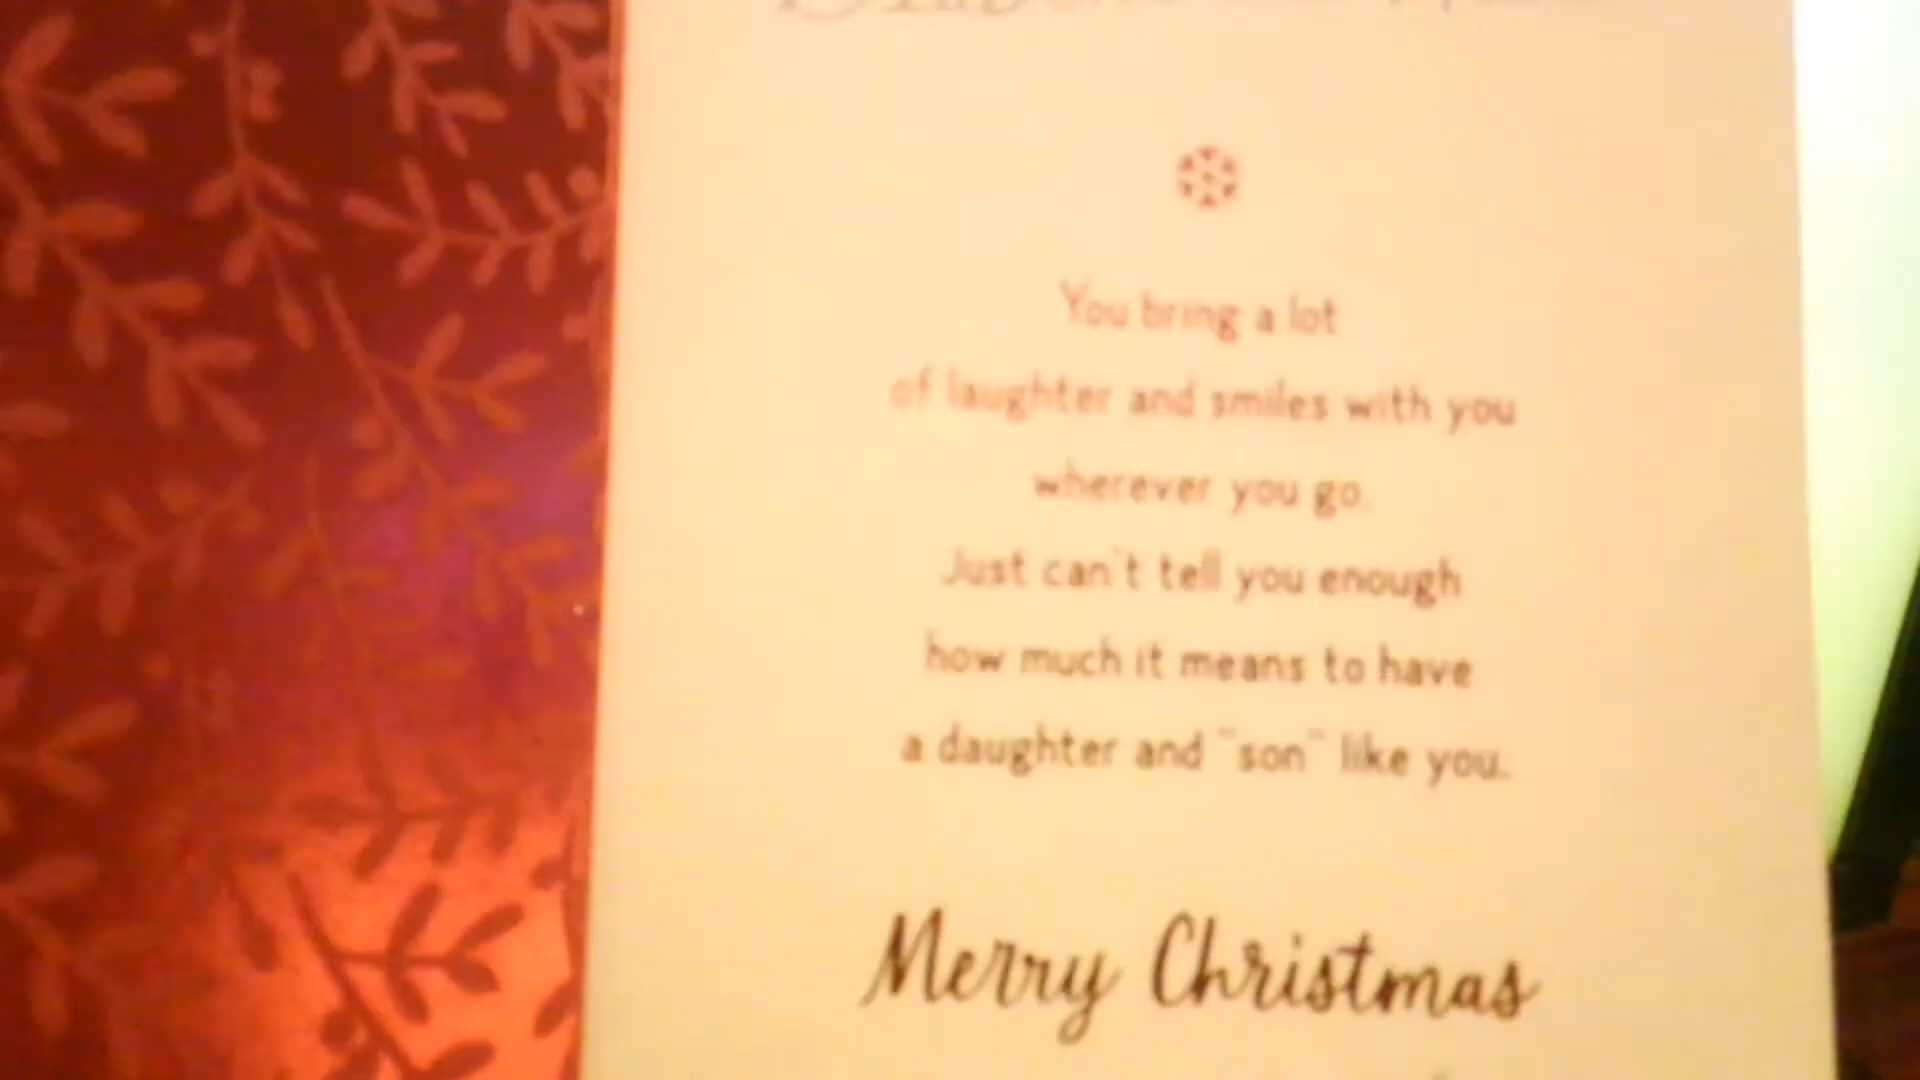 You bring a lot
of laughter and smiles with you
wherever you go.
Just can't tell you enough
how much it means to have
a daughter and "son" like you.
Merry Christmas